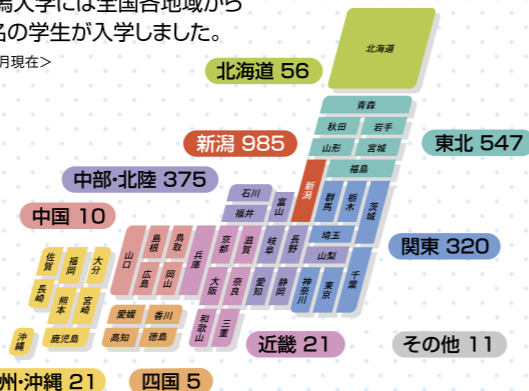 大学には全国各地域から
名の学生が入学しました。
月現在＞
北海道 56
北海道
青森
秋田 岩手
山形 宮城
福島
東北 547
新潟 985
新潟
中部・北陸 375
石川
福井
富山
群馬
栃木
茨城
埼玉
山梨
関東 320
中国 10
山口
島根
鳥取
広島
岡山
兵庫
京都
滋賀
岐阜
長野
大阪
奈良
愛知
静岡
神奈川
東京
千葉
佐賀
福岡
大分
長崎
熊本
宮崎
鹿児島
沖縄
愛媛 香川
高知 徳島
和歌山
三重
近畿 21
その他 11
州・沖縄 21
四国 5